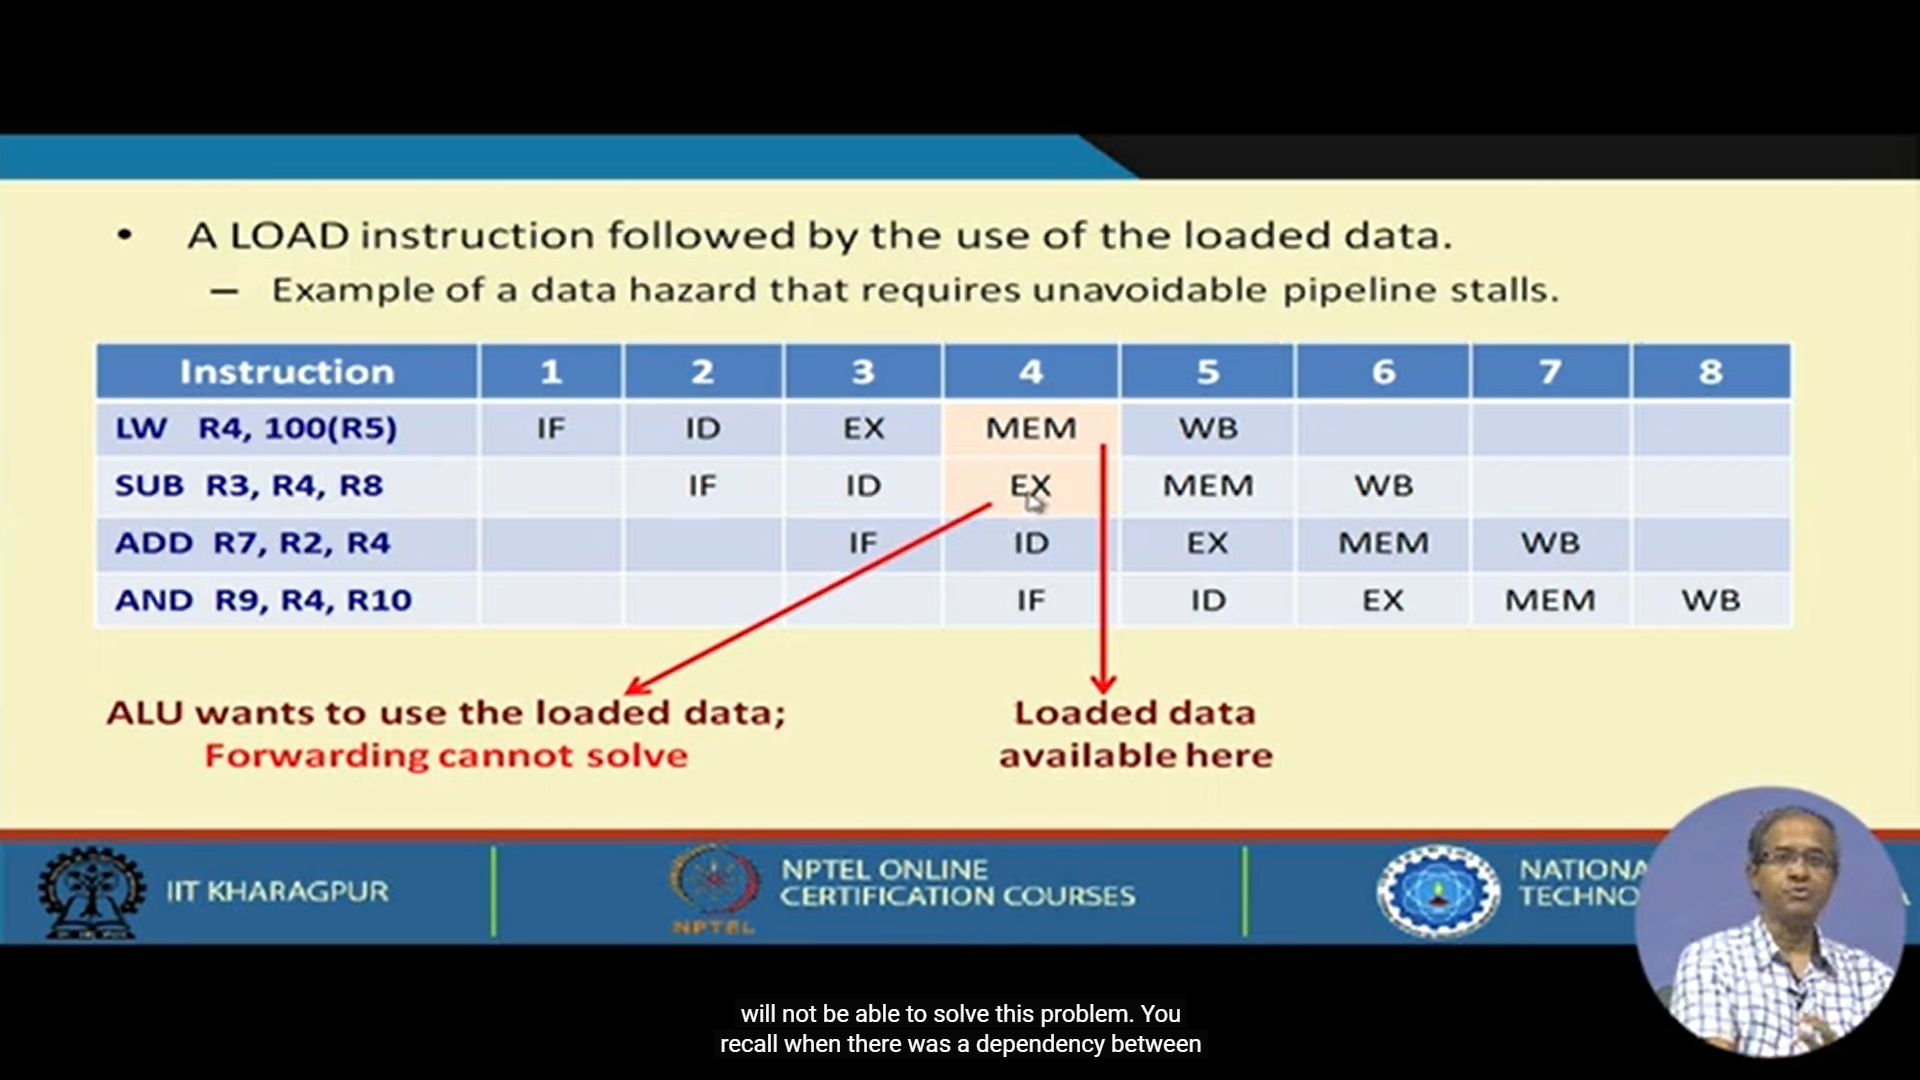 • A LOAD instruction followed by the use of the loaded data.
– Example of a data hazard that requires unavoidable pipeline stalls.
Instruction 1 2 3 4 5 6 7 8
LW R4, 100(R5) IF ID EX MEM WB
SUB R3, R4, R8 IF ID EX MEM WB
ADD R7, R2, R4 IF ID EX MEM WB
AND R9, R4, R10 IF ID EX MEM WB
ALU wants to use the loaded data;
Forwarding cannot solve
Loaded data
available here
IIT KHARAGPUR
NPTEL
NPTEL ONLINE
CERTIFICATION COURSES
NATIONA
TECHNO
will not be able to solve this problem. You
recall when there was a dependency between